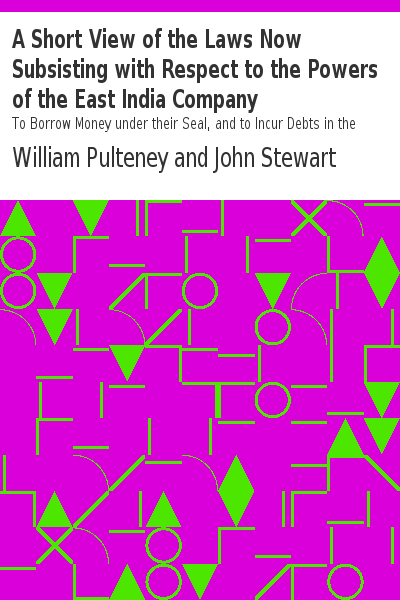 A Short View of the Laws Now
Subsisting with Respect to the Powers
of the East India Company
To Borrow Money under their Seal, and to Incur Debts in the
William Pulteney and John Stewart